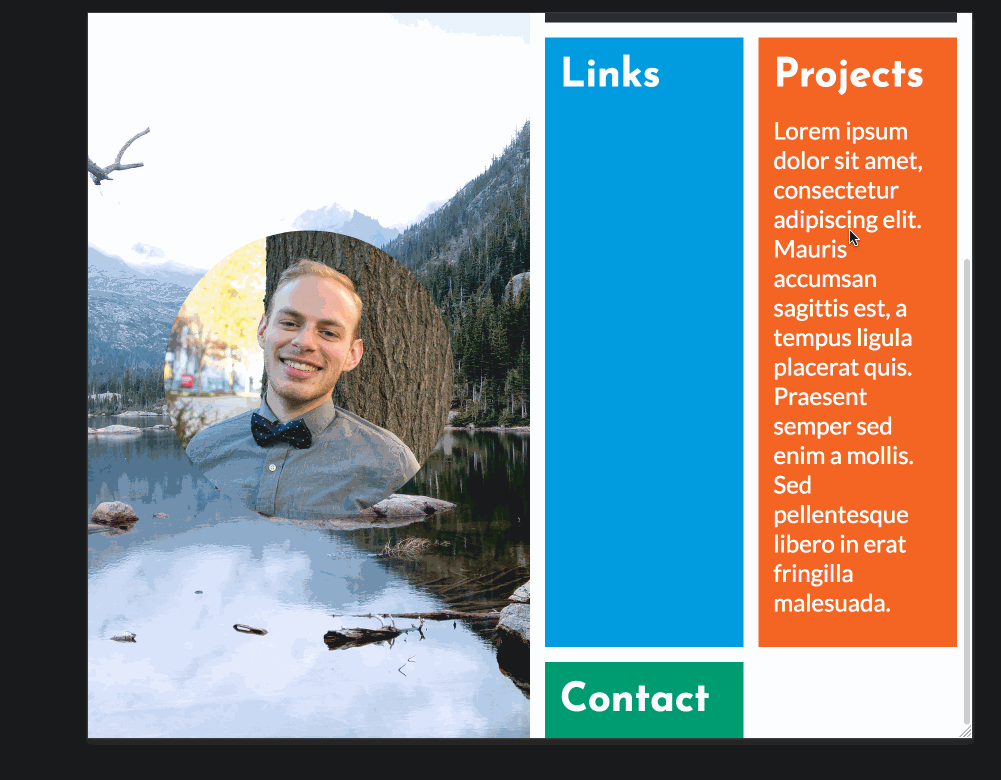 Links
Projects
Lorem ipsum
dolor sit amet,
consectetur
adipiscing elit.
Mauris
accumsan
sagittis est, a
tempus ligula
placerat quis.
Praesent
semper sed
enim a mollis.
Sed
pellentesque
libero in erat
fringilla
malesuada.
Contact